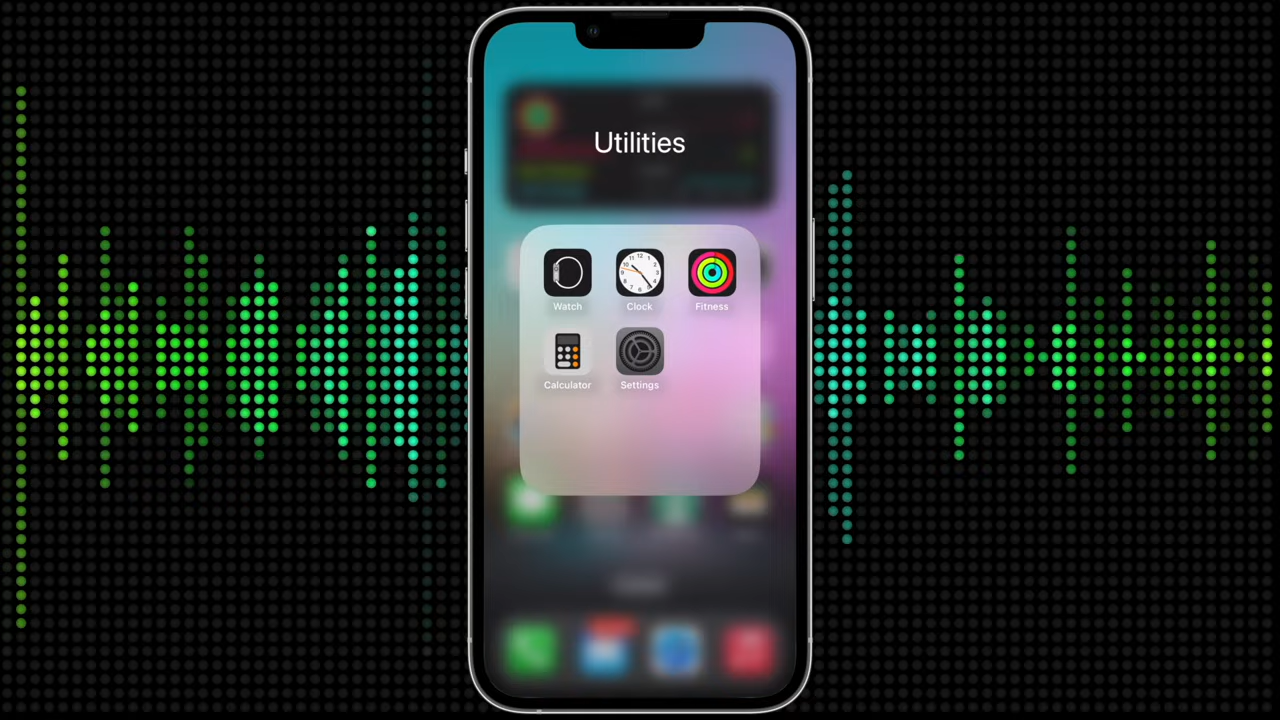 Utilities
Watch
Clock
Fitness
Calculator
Settings